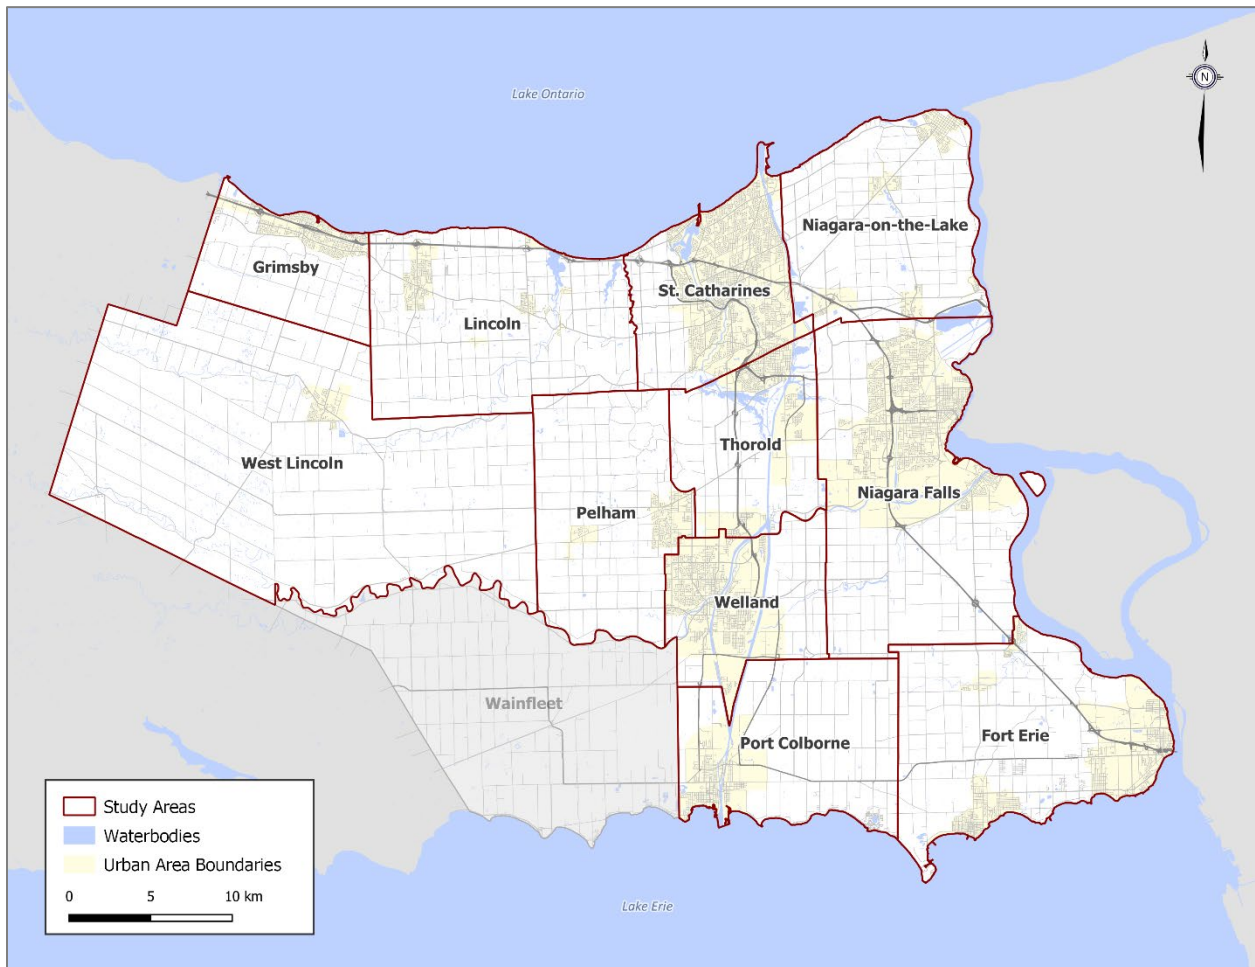 Lake Ontario
N
Niagara-on-the-Lake
Grimsby
St. Catharines
Lincoln
Thorold
West Lincoln
Niagara Falls
Pelham
Welland
Wainfleet
Fort Erie
Port Colborne
Study Areas
Waterbodies
Urban Area Boundaries
0 5 10 km
Lake Erie